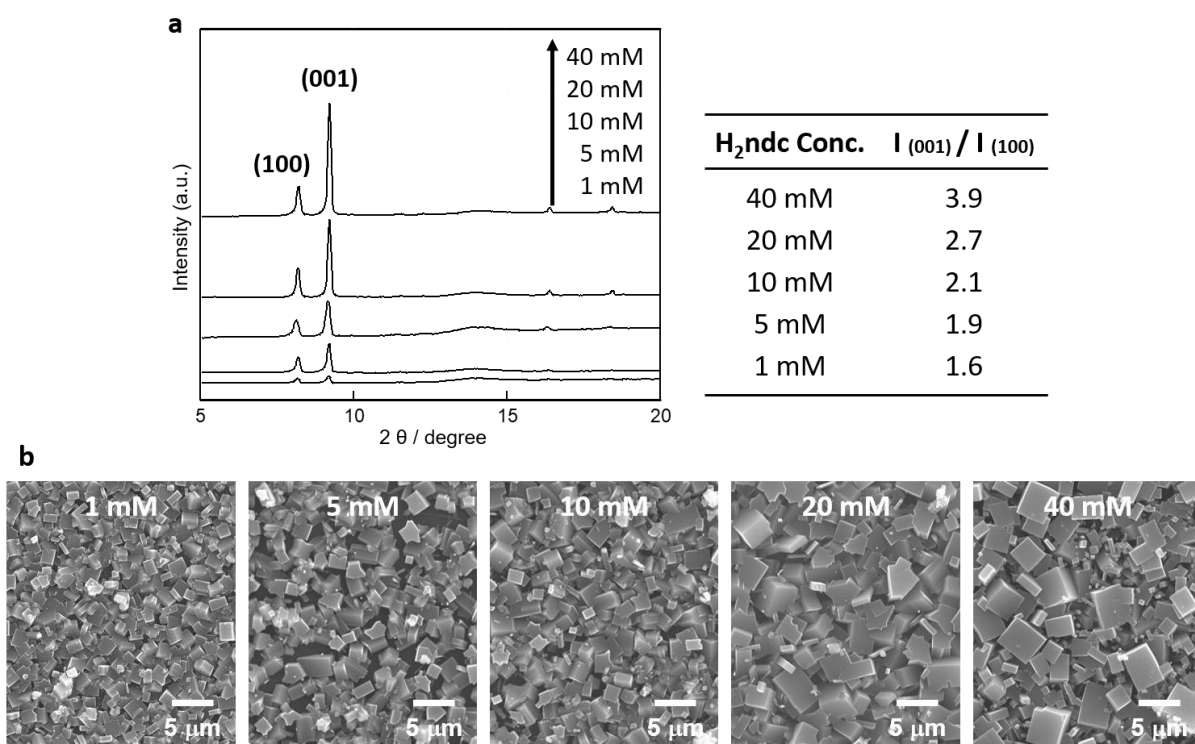 a
(001)
(100)
40 mM
20 mM
10 mM
5 mM
1 mM
Intensity (a.u.)
5 10 15 20
2 θ / degree
H₂ndc Conc. I (001) / I (100)
40 mM 3.9
20 mM 2.7
10 mM 2.1
5 mM 1.9
1 mM 1.6
b
1 mM 5 mM 10 mM 20 mM 40 mM
5 μm 5 μm 5 μm 5 μm 5 μm